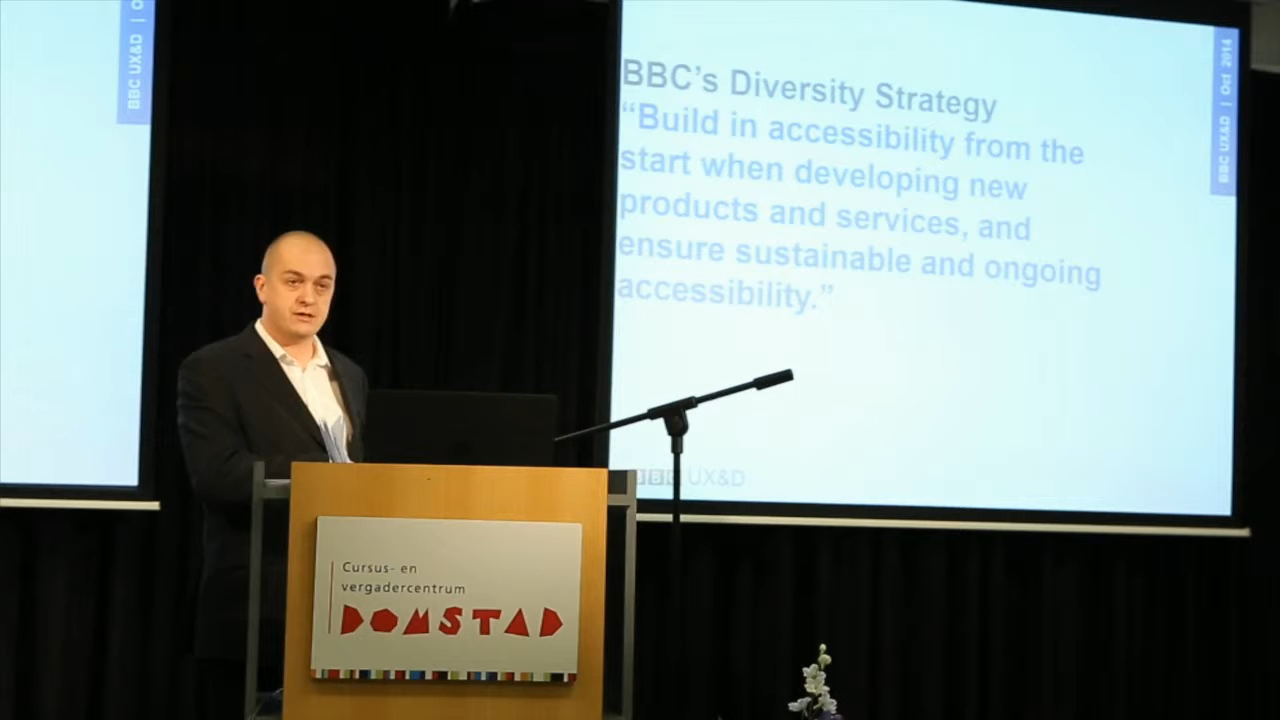 BBC UX&D | O
BBC's Diversity Strategy
“Build in accessibility from the
start when developing new
products and services, and
ensure sustainable and ongoing
accessibility.”
BBC UX&D | Oct 2014
BBC UX&D
Cursus- en
vergadercentrum
DOMSTAD